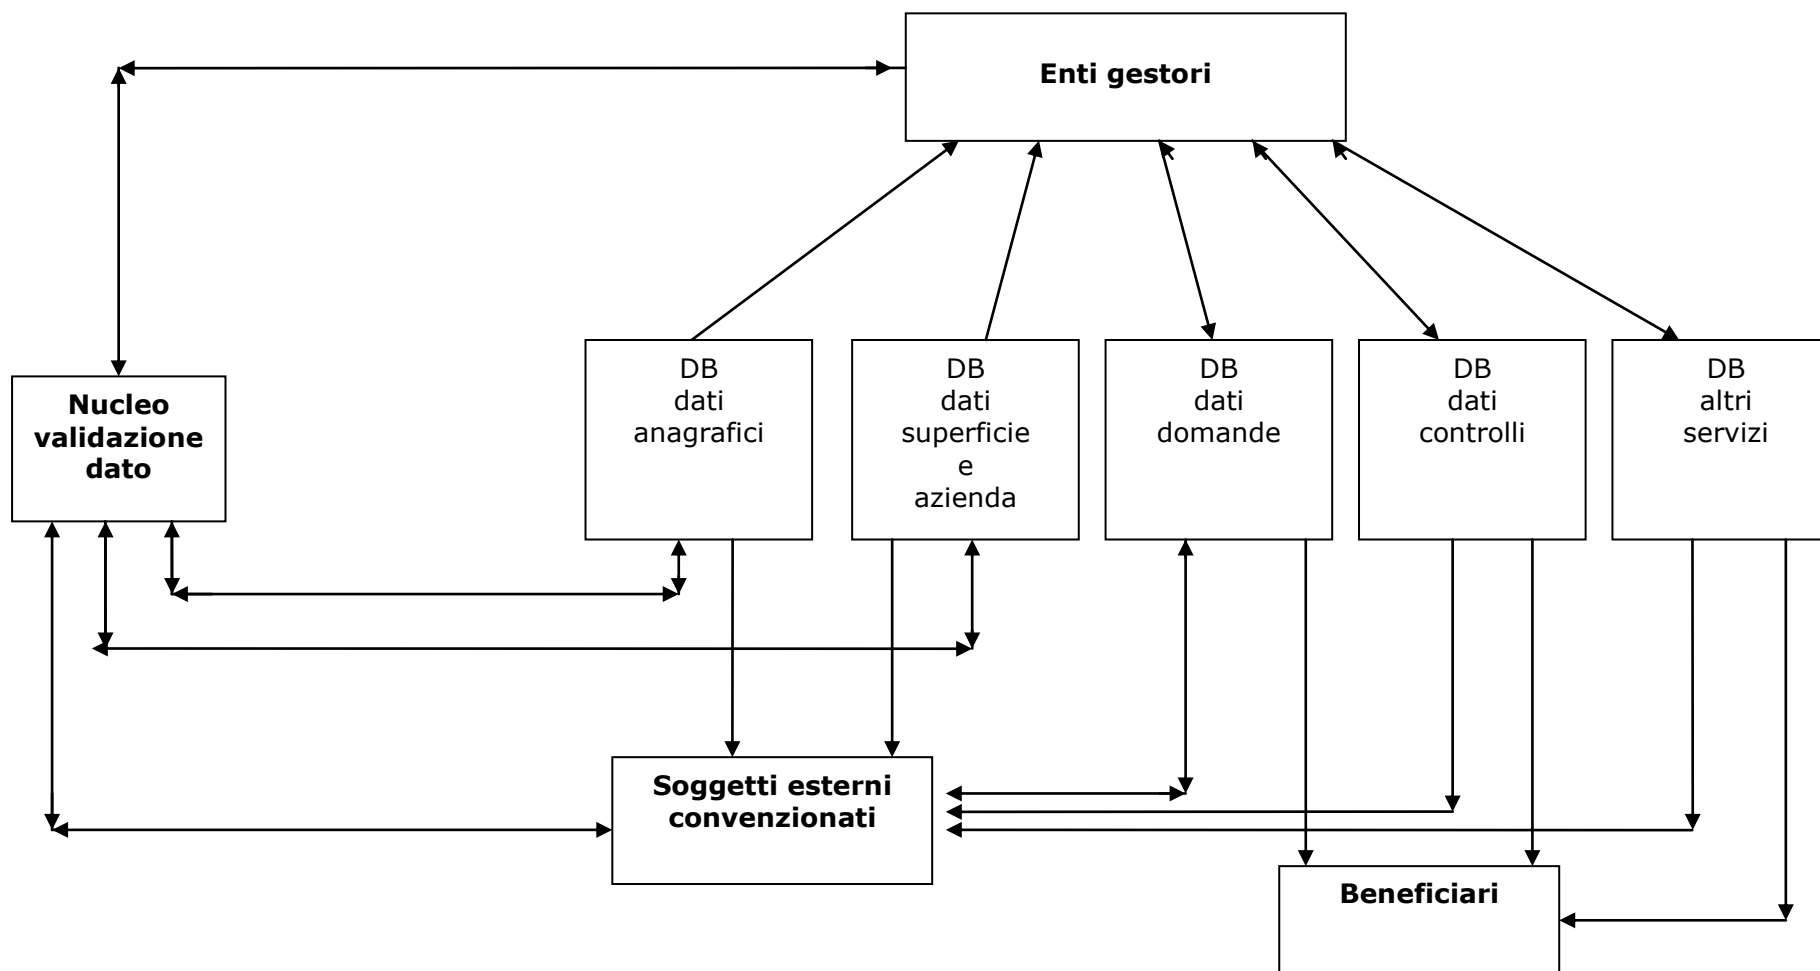 Enti gestori
Nucleo
validazione
dato
DB
dati
anagrafici
DB
dati
superficie
e
azienda
DB
dati
domande
DB
dati
controlli
DB
altri
servizi
Soggetti esterni
convenzionati
Beneficiari